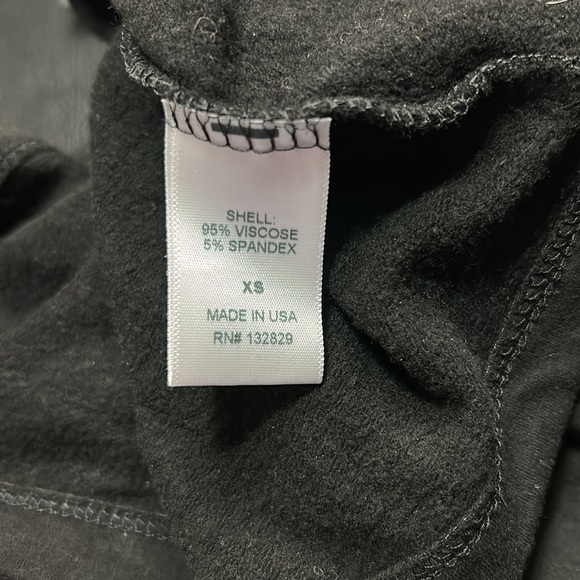 SHELL:
95% VISCOSE
5% SPANDEX
XS
MADE IN USA
RN# 132829